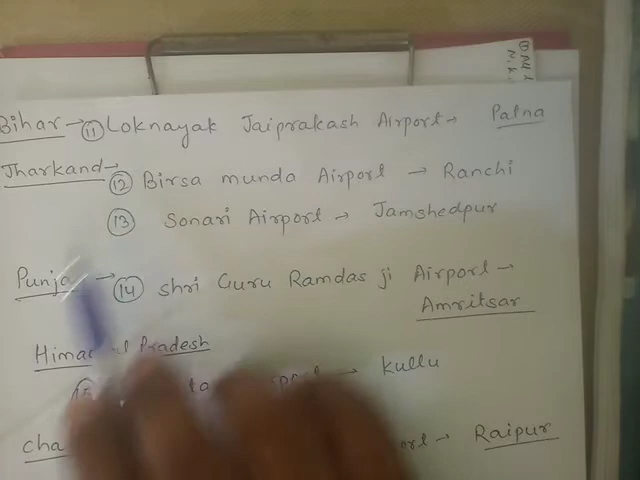 Bihar → 11 Loknayak Jaiprakash Airport → Patna
Jharkand →
12 Birsa munda Airport → Ranchi
13 Sonari Airport → Jamshedpur
→ 14 Shri Guru Ramdas ji Airport →
Amritsar
Pradesh
15 → Kullu
→ Raipur